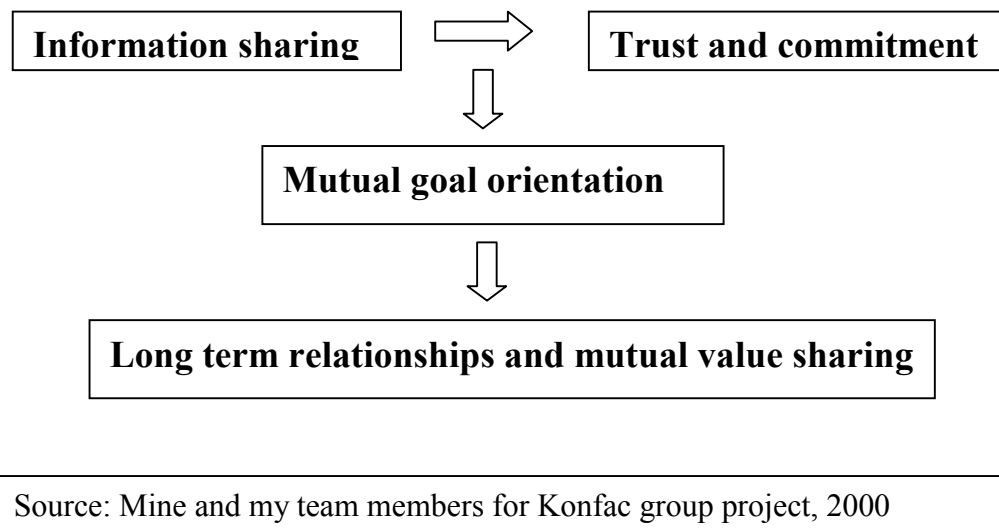 Information sharing
Trust and commitment
Mutual goal orientation
Long term relationships and mutual value sharing
Source: Mine and my team members for Konfac group project, 2000